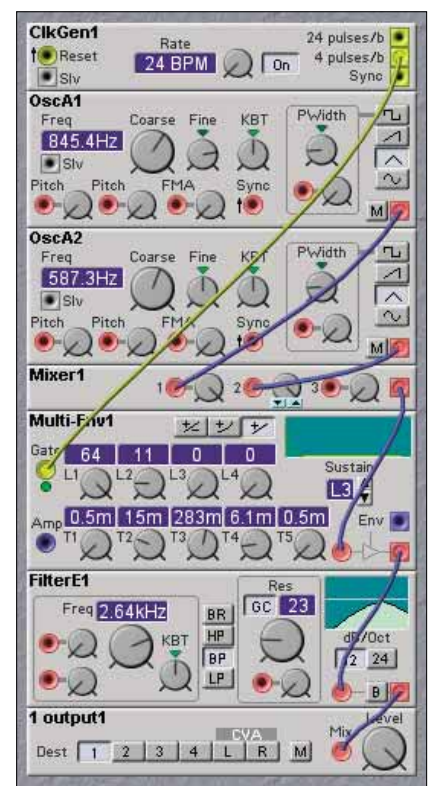 ClkGen1
24 pulses/b
Rate
4 pulses/b
Reset
24 BPM
On
Sync
Slv
OscA1
Freq
Coarse
Fine
KBT
PWidth
845.4Hz
Slv
Pitch
Pitch
FMA
Sync
M
OscA2
Freq
Coarse
Fine
KBT
PWidth
587.3Hz
Slv
Pitch
Pitch
FMA
Sync
M
Mixer1
1
2
3
Multi-Env1
Gate
64
11
0
0
L1
L2
L3
L4
Sustain
L3
0.5m
15m
283m
6.1m
0.5m
Env
Amp
T1
T2
T3
T4
T5
FilterE1
Res
Freq
2.64kHz
BR
GC
23
HP
KBT
dB/Oct
BP
12
24
LP
B
1 output1
CVA
Mix
Level
Dest
1
2
3
4
L
R
M